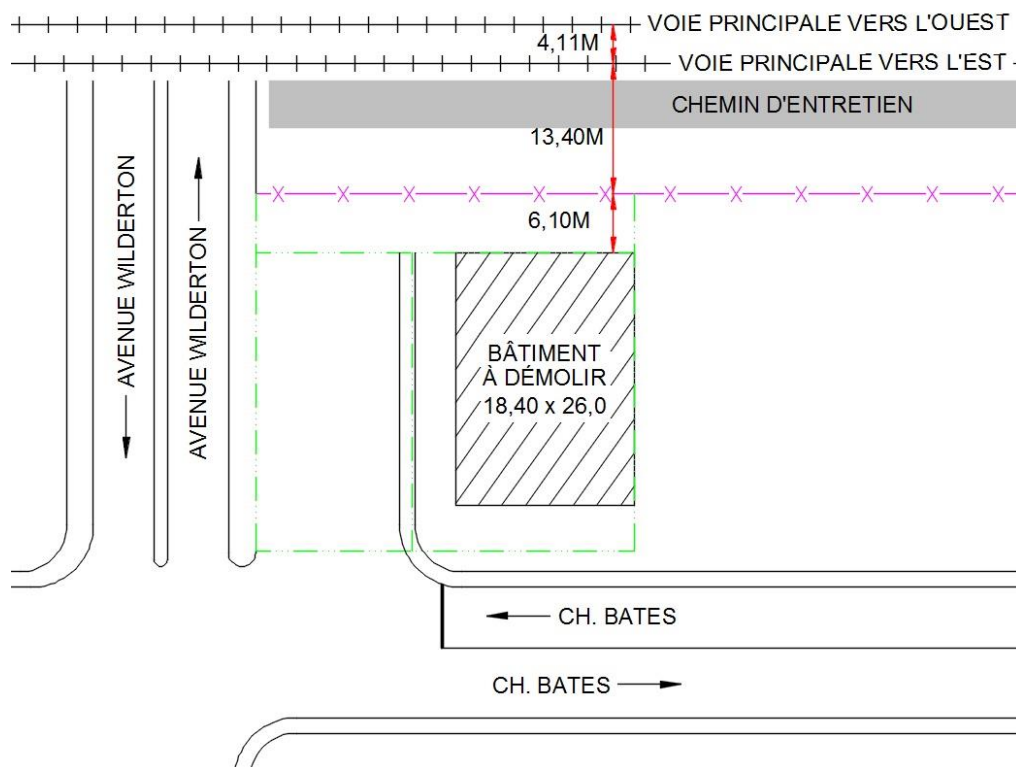 VOIE PRINCIPALE VERS L'OUEST
4,11M
VOIE PRINCIPALE VERS L'EST
CHEMIN D'ENTRETIEN
13,40M
6,10M
AVENUE WILDERTON
AVENUE WILDERTON
BÂTIMENT
À DÉMOLIR
18,40 x 26,0
CH. BATES
CH. BATES